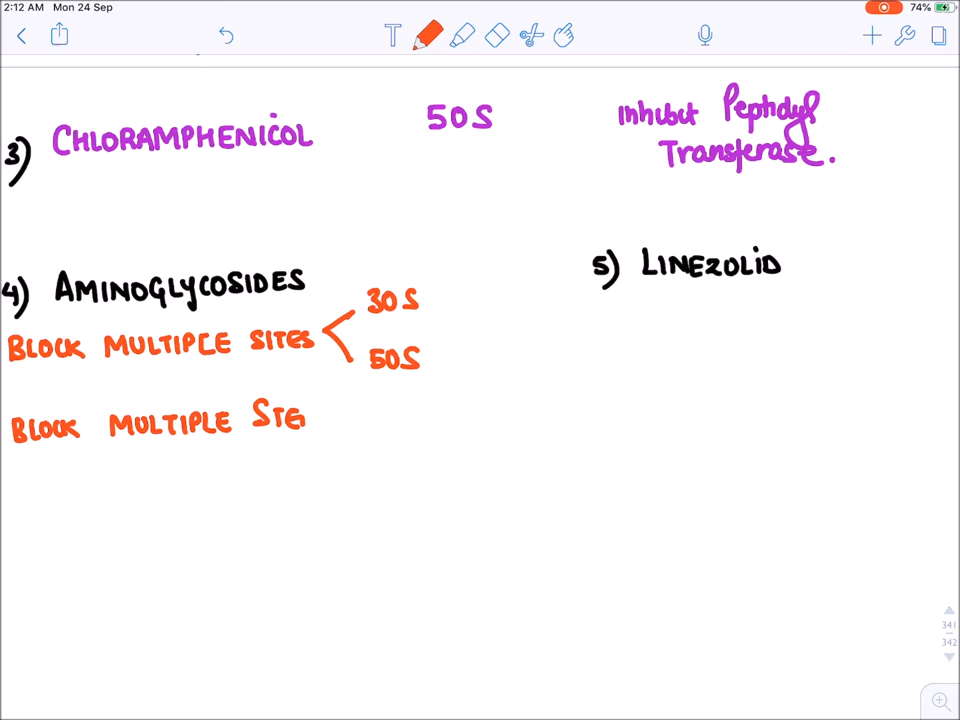 2:12 AM Mon 24 Sep
74%
T
3) CHLORAMPHENICOL 50S Inhibit Peptidyl
Transferase.
4) AMINOGLYCOSIDES
5) LINEZOLID
BLOCK MULTIPLE SITES 30S
50S
BLOCK MULTIPLE STE
341
342